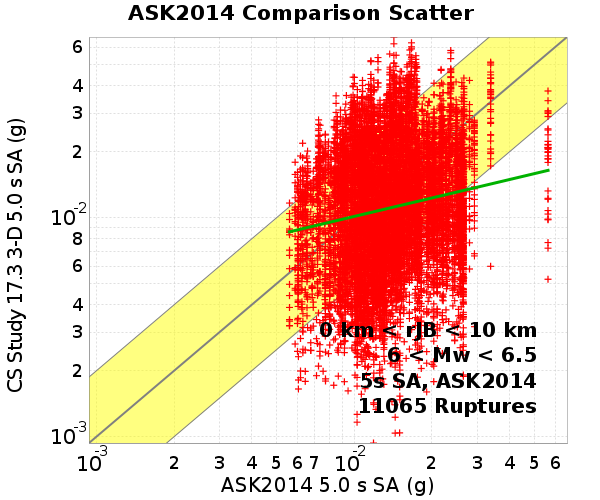 ASK2014 Comparison Scatter
CS Study 17.3 3-D 5.0 s SA (g)
6
4
3
2
10-2
8
6
4
3
2
10-3
0 km < rJB < 10 km
6 < Mw < 6.5
5s SA, ASK2014
11065 Ruptures
10-3 2 3 4 5 6 7 10-2 2 3 4 5 6
ASK2014 5.0 s SA (g)